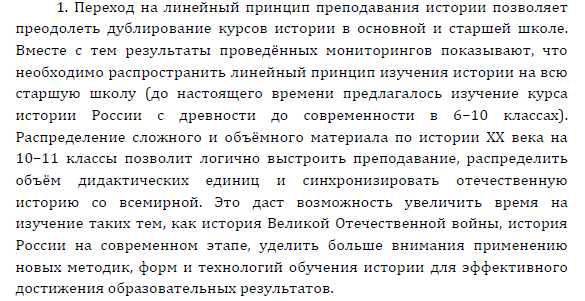 1. Переход на линейный принцип преподавания истории позволяет
преодолеть дублирование курсов истории в основной и старшей школе.
Вместе с тем результаты проведённых мониторингов показывают, что
необходимо распространить линейный принцип изучения истории на всю
старшую школу (до настоящего времени предлагалось изучение курса
истории России с древности до современности в 6–10 классах).
Распределение сложного и объёмного материала по истории XX века на
10–11 классы позволит логично выстроить преподавание, распределить
объём дидактических единиц и синхронизировать отечественную
историю со всемирной. Это даст возможность увеличить время на
изучение таких тем, как история Великой Отечественной войны, история
России на современном этапе, уделить больше внимания применению
новых методик, форм и технологий обучения истории для эффективного
достижения образовательных результатов.